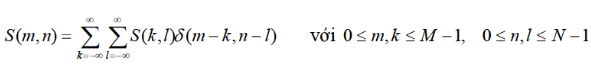 S(m,n) = ∑_{k=-∞}^{∞} ∑_{l=-∞}^{∞} S(k,l)δ(m−k,n−l) với 0 ≤ m,k ≤ M−1, 0 ≤ n,l ≤ N−1